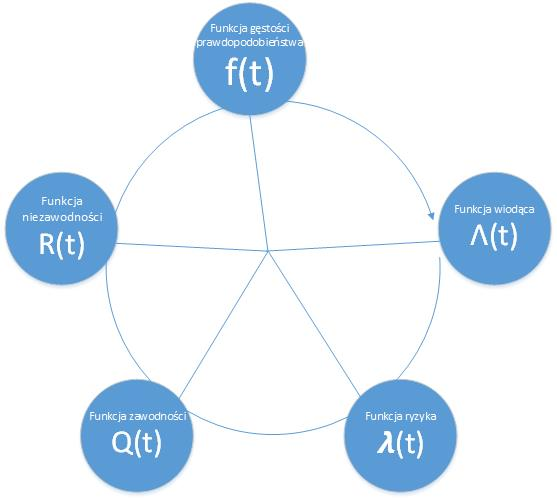 Funkcja gęstości
prawdopodobieństwa
f(t)
Funkcja
niezawodności
R(t)
Funkcja wiodąca
Λ(t)
Funkcja zawodności
Q(t)
Funkcja ryzyka
λ(t)